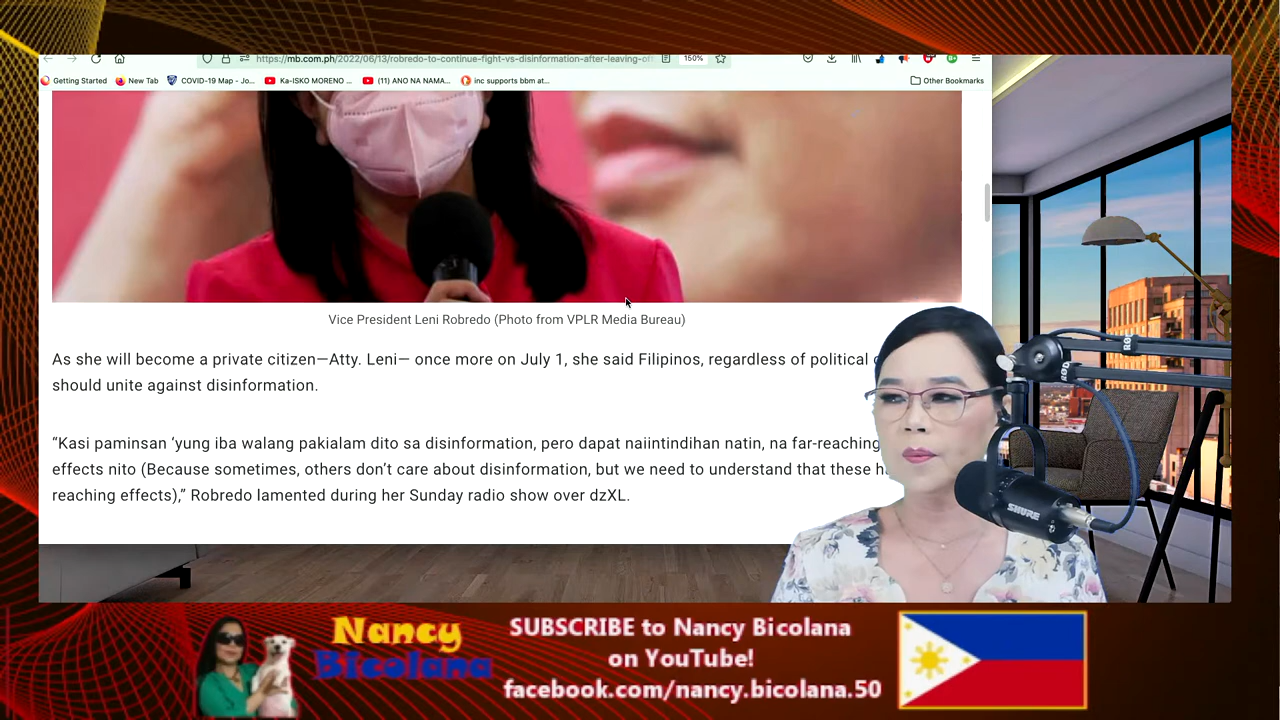 https://mb.com.ph/2022/06/13/robredo-to-continue-fight-vs-disinformation-after-leaving-of
150%
Getting Started
New Tab
COVID-19 Map - Jo...
Ka-ISKO MORENO ...
(11) ANO NA NAMA...
inc supports bbm at...
Other Bookmarks
Vice President Leni Robredo (Photo from VPLR Media Bureau)
As she will become a private citizen—Atty. Leni— once more on July 1, she said Filipinos, regardless of political
should unite against disinformation.
“Kasi paminsan ‘yung iba walang pakialam dito sa disinformation, pero dapat naiintindihan natin, na far-reaching
effects nito (Because sometimes, others don’t care about disinformation, but we need to understand that these
reaching effects),” Robredo lamented during her Sunday radio show over dzXL.
SHURE
Nancy
Bicolana
SUBSCRIBE to Nancy Bicolana
on YouTube!
facebook.com/nancy.bicolana.50